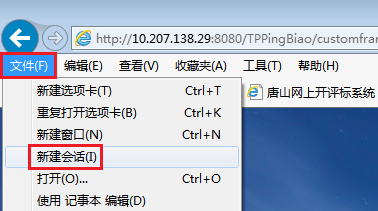 http://10.207.138.29:8080/TPPingBiao/customfran
文件(F) 编辑(E) 查看(V) 收藏夹(A) 工具(T) 帮助(H)
新建选项卡(T) Ctrl+T
重复打开选项卡(B) Ctrl+K
唐山网上开评标系统
新建窗口(N) Ctrl+N
新建会话(I)
打开(O)... Ctrl+O
使用 记事本 编辑(D)